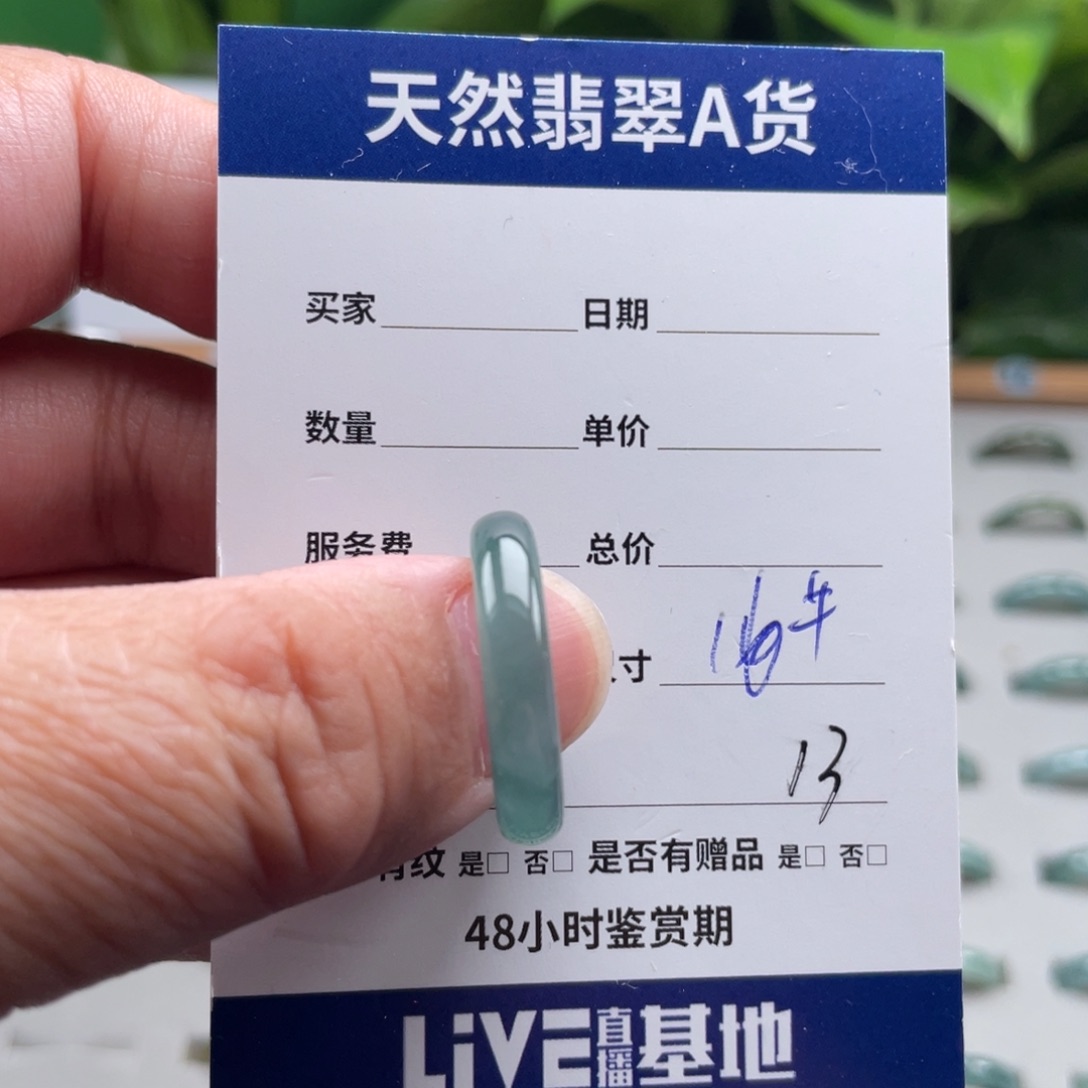 天然翡翠A货
买家 日期
数量 单价
服务费 总价
寸
13
有纹 是□ 否□ 是否有赠品 是□ 否□
48小时鉴赏期
LiVE直播基地